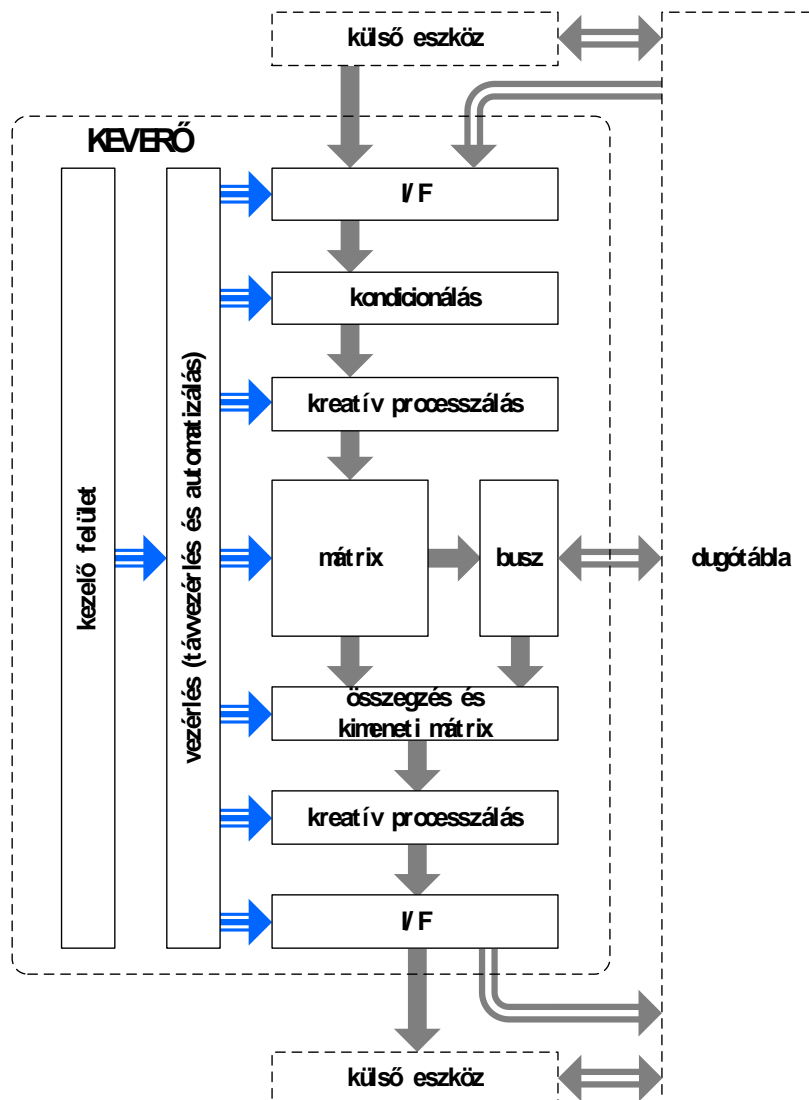 külső eszköz
KEVERŐ
I/F
kondicionálás
kreatív processzálás
kezelő felület
vezérlés (távvezérlés és automatizálás)
mátrix
busz
dugótábla
összegzés és
kimeneti mátrix
kreatív processzálás
I/F
külső eszköz